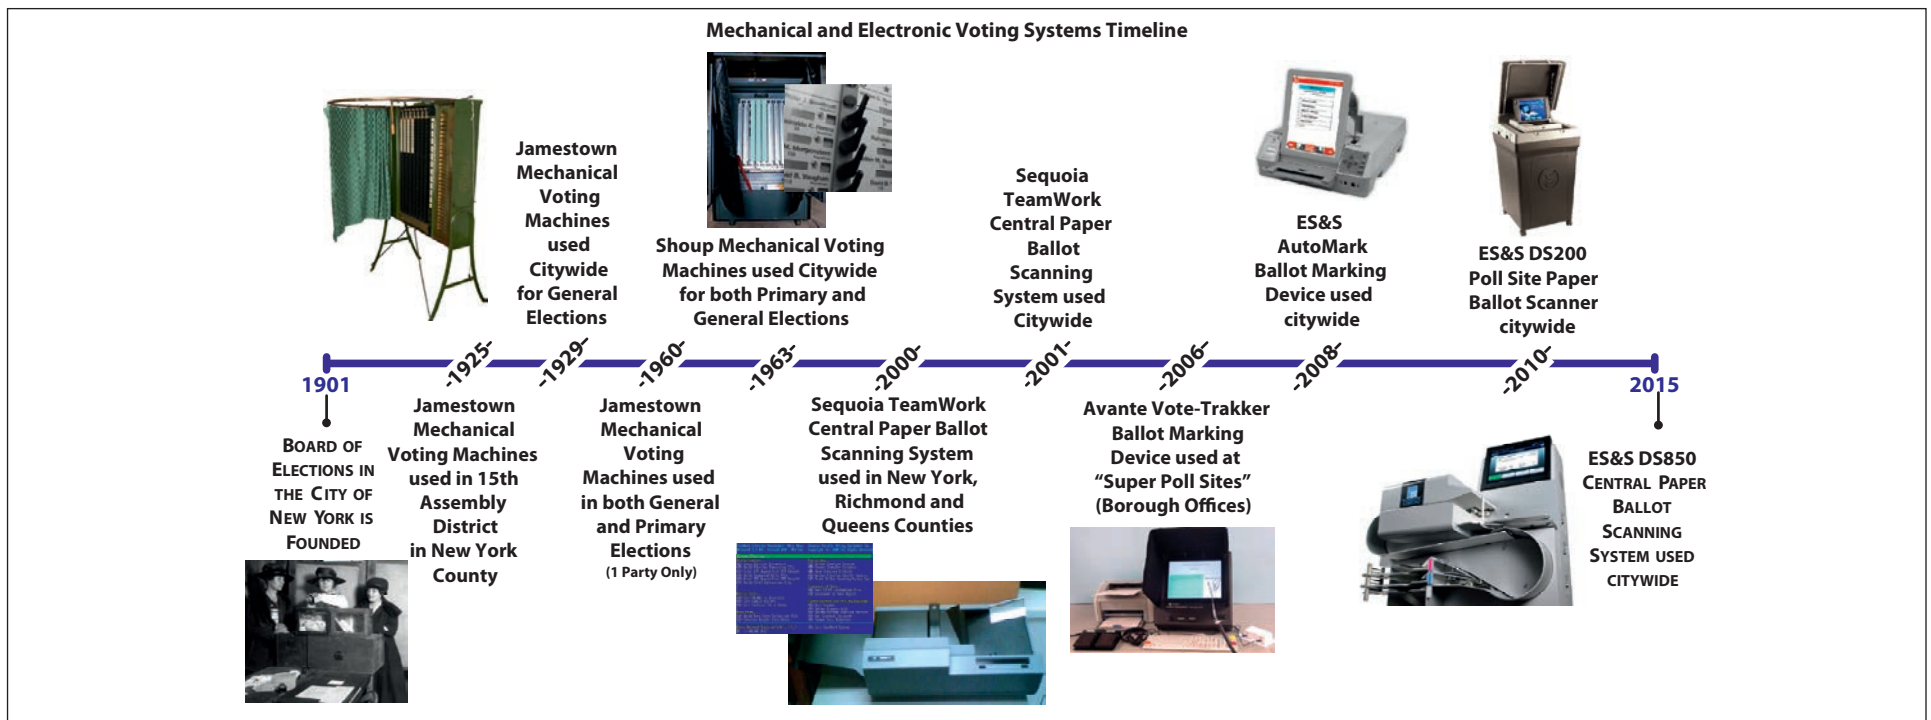 Mechanical and Electronic Voting Systems Timeline
Jamestown
Mechanical
Voting
Machines
used
Citywide
for General
Elections
Shoup Mechanical Voting
Machines used Citywide
for both Primary and
General Elections
Sequoia
TeamWork
Central Paper
Ballot
Scanning
System used
Citywide
ES&S
AutoMark
Ballot Marking
Device used
citywide
ES&S DS200
Poll Site Paper
Ballot Scanner
citywide
1901
-1925-
-1929-
-1960-
-1963-
-2000-
-2001-
-2006-
-2008-
-2010-
2015
BOARD OF
ELECTIONS IN
THE CITY OF
NEW YORK IS
FOUNDED
Jamestown
Mechanical
Voting Machines
used in 15th
Assembly
District
in New York
County
Jamestown
Mechanical
Voting
Machines used
in both General
and Primary
Elections
(1 Party Only)
Sequoia TeamWork
Central Paper Ballot
Scanning System
used in New York,
Richmond and
Queens Counties
Avante Vote-Trakker
Ballot Marking
Device used at
“Super Poll Sites”
(Borough Offices)
ES&S DS850
CENTRAL PAPER
BALLOT
SCANNING
SYSTEM USED
CITYWIDE